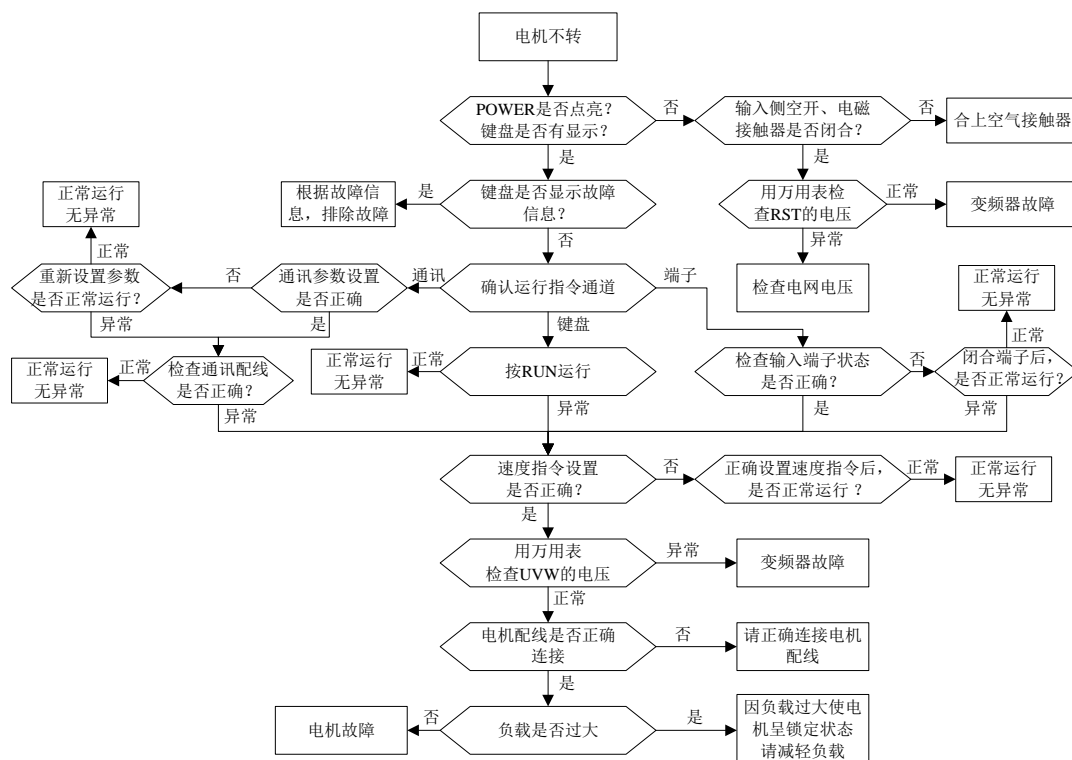 电机不转
POWER是否点亮？
键盘是否有显示？
否
输入侧空开、电磁
接触器是否闭合？
否
合上空气接触器
是
是
正常运行
无异常
根据故障信
息，排除故障
是
键盘是否显示故障
信息？
用万用表检
查RST的电压
正常
变频器故障
正常
否
异常
重新设置参数
是否正常运行？
否
通讯参数设置
是否正确
通讯
确认运行指令通道
端子
检查电网电压
正常运行
无异常
异常
是
键盘
正常
正常运行
无异常
正常
检查通讯配线
是否正确？
正常运行
无异常
正常
按RUN运行
检查输入端子状态
是否正确？
否
闭合端子后，
是否正常运行？
异常
异常
是
异常
速度指令设置
是否正确？
否
正确设置速度指令后，
是否正常运行 ？
正常
正常运行
无异常
是
用万用表
检查UVW的电压
异常
变频器故障
正常
电机配线是否正确
连接
否
请正确连接电机
配线
是
电机故障
否
负载是否过大
是
因负载过大使电
机呈锁定状态
请减轻负载